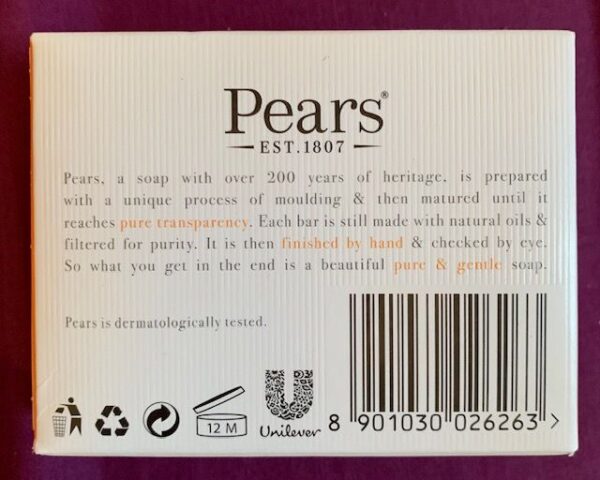 Pears®
EST.1807
Pears, a soap with over 200 years of heritage, is prepared
with a unique process of moulding & then matured until it
reaches pure transparency. Each bar is still made with natural oils &
filtered for purity. It is then finished by hand & checked by eye.
So what you get in the end is a beautiful pure & gentle soap.
Pears is dermatologically tested.
12 M
Unilever
8 901030 026263 >